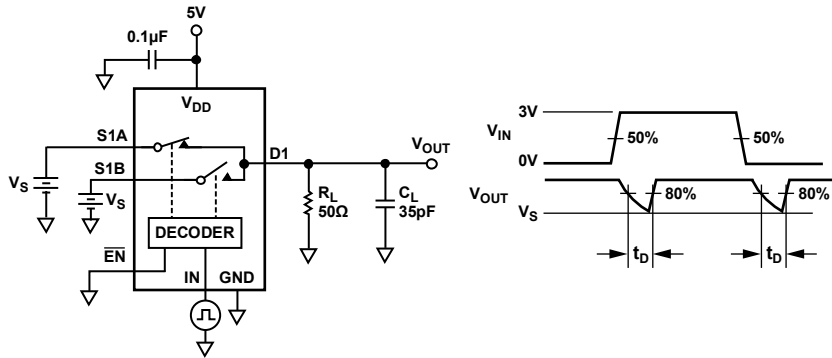 5V
0.1µF
VDD
S1A
D1
VOUT
S1B
VS
VS
RL
50Ω
CL
35pF
DECODER
EN
IN
GND
3V
VIN
50%
50%
0V
VOUT
80%
80%
VS
tD
tD